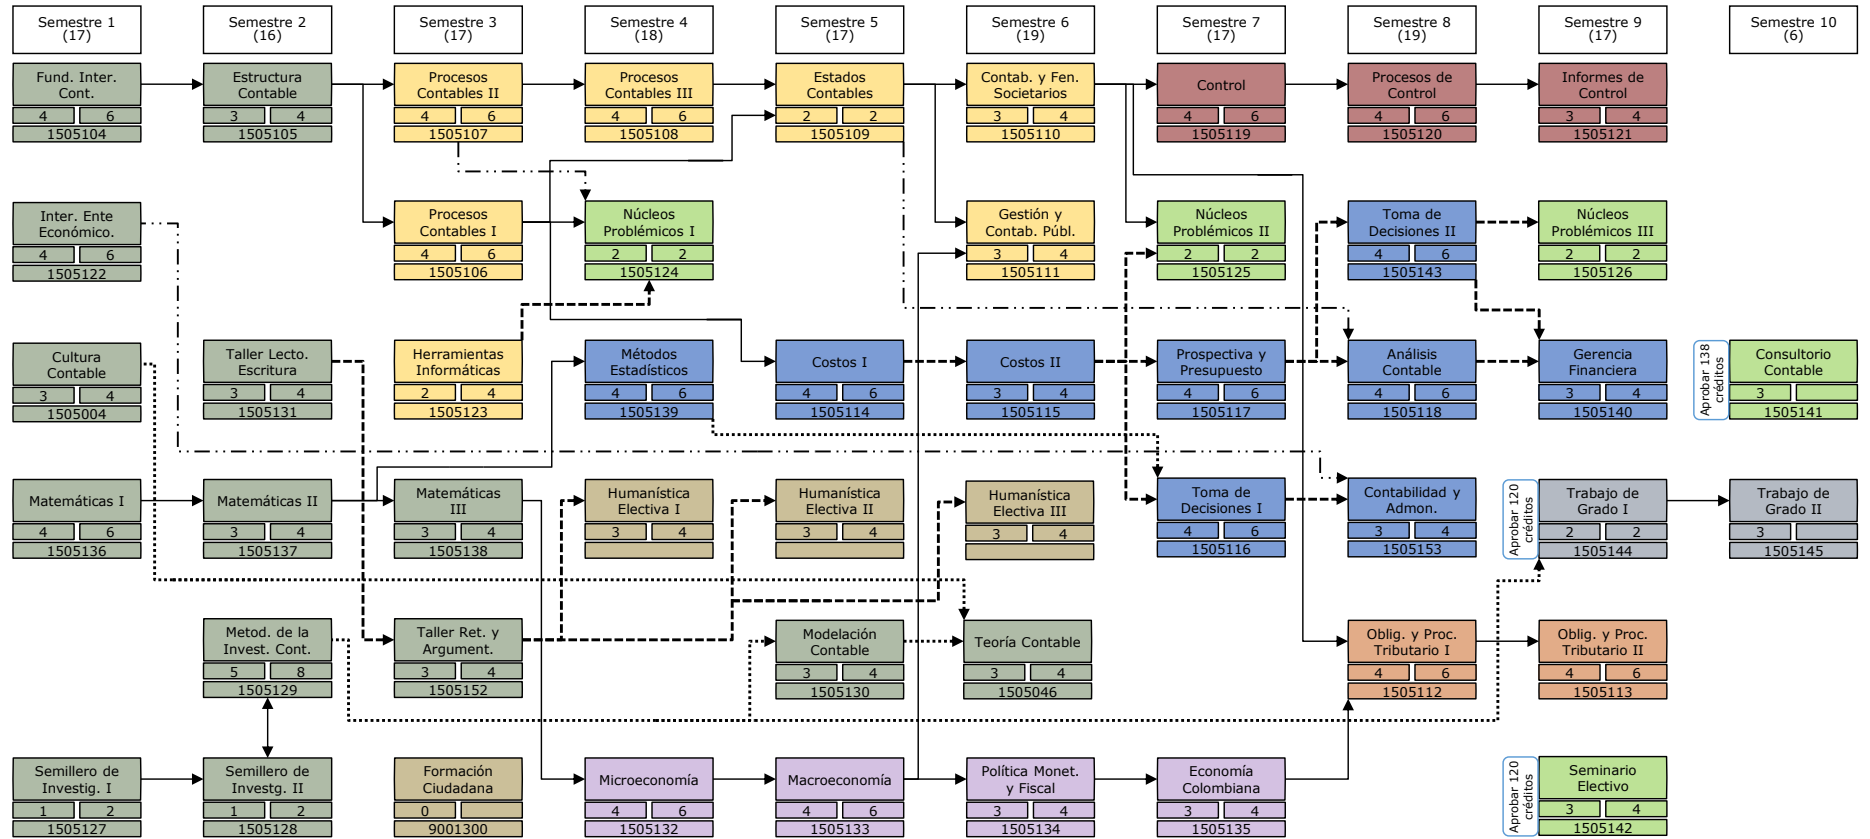 Semestre 1
(17)
Semestre 2
(16)
Semestre 3
(17)
Semestre 4
(18)
Semestre 5
(17)
Semestre 6
(19)
Semestre 7
(17)
Semestre 8
(19)
Semestre 9
(17)
Semestre 10
(6)
Fund. Inter.
Cont.
4 6
1505104
Estructura
Contable
3 4
1505105
Procesos
Contables II
4 6
1505107
Procesos
Contables III
4 6
1505108
Estados
Contables
2 2
1505109
Contab. y Fen.
Societarios
3 4
1505110
Control
4 6
1505119
Procesos de
Control
4 6
1505120
Informes de
Control
3 4
1505121
Inter. Ente
Económico.
4 6
1505122
Procesos
Contables I
4 6
1505106
Núcleos
Problémicos I
2 2
1505124
Gestión y
Contab. Públ.
3 4
1505111
Núcleos
Problémicos II
2 2
1505125
Toma de
Decisiones II
4 6
1505143
Núcleos
Problémicos III
2 2
1505126
Cultura
Contable
3 4
1505004
Taller Lecto.
Escritura
3 4
1505131
Herramientas
Informáticas
2 4
1505123
Métodos
Estadísticos
4 6
1505139
Costos I
4 6
1505114
Costos II
3 4
1505115
Prospectiva y
Presupuesto
4 6
1505117
Análisis
Contable
4 6
1505118
Gerencia
Financiera
3 4
1505140
Aprobar 138
créditos
Consultorio
Contable
3
1505141
Matemáticas I
4 6
1505136
Matemáticas II
3 4
1505137
Matemáticas
III
3 4
1505138
Humanística
Electiva I
3 4
Humanística
Electiva II
3 4
Humanística
Electiva III
3 4
Toma de
Decisiones I
4 6
1505116
Contabilidad y
Admon.
3 4
1505153
Aprobar 120
créditos
Trabajo de
Grado I
2 2
1505144
Trabajo de
Grado II
3
1505145
Metod. de la
Invest. Cont.
5 8
1505129
Taller Ret. y
Argument.
3 4
1505152
Modelación
Contable
3 4
1505130
Teoría Contable
3 4
1505046
Oblig. y Proc.
Tributario I
4 6
1505112
Oblig. y Proc.
Tributario II
4 6
1505113
Semillero de
Investig. I
1 2
1505127
Semillero de
Investg. II
1 2
1505128
Formación
Ciudadana
0
9001300
Microeconomía
4 6
1505132
Macroeconomía
4 6
1505133
Política Monet.
y Fiscal
3 4
1505134
Economía
Colombiana
3 4
1505135
Aprobar 120
créditos
Seminario
Electivo
3 4
1505142